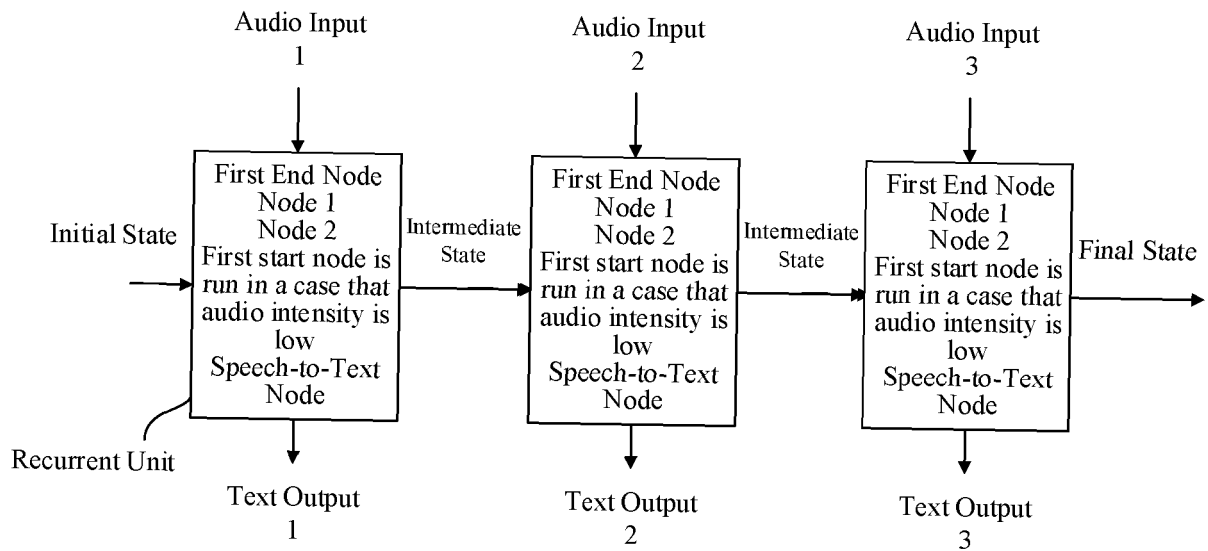 Audio Input
1
Audio Input
2
Audio Input
3
Initial State
First End Node
Node 1
Node 2
First start node is
run in a case that
audio intensity is
low
Speech-to-Text
Node
Intermediate
State
First End Node
Node 1
Node 2
First start node is
run in a case that
audio intensity is
low
Speech-to-Text
Node
Intermediate
State
First End Node
Node 1
Node 2
First start node is
run in a case that
audio intensity is
low
Speech-to-Text
Node
Final State
Recurrent Unit
Text Output
1
Text Output
2
Text Output
3